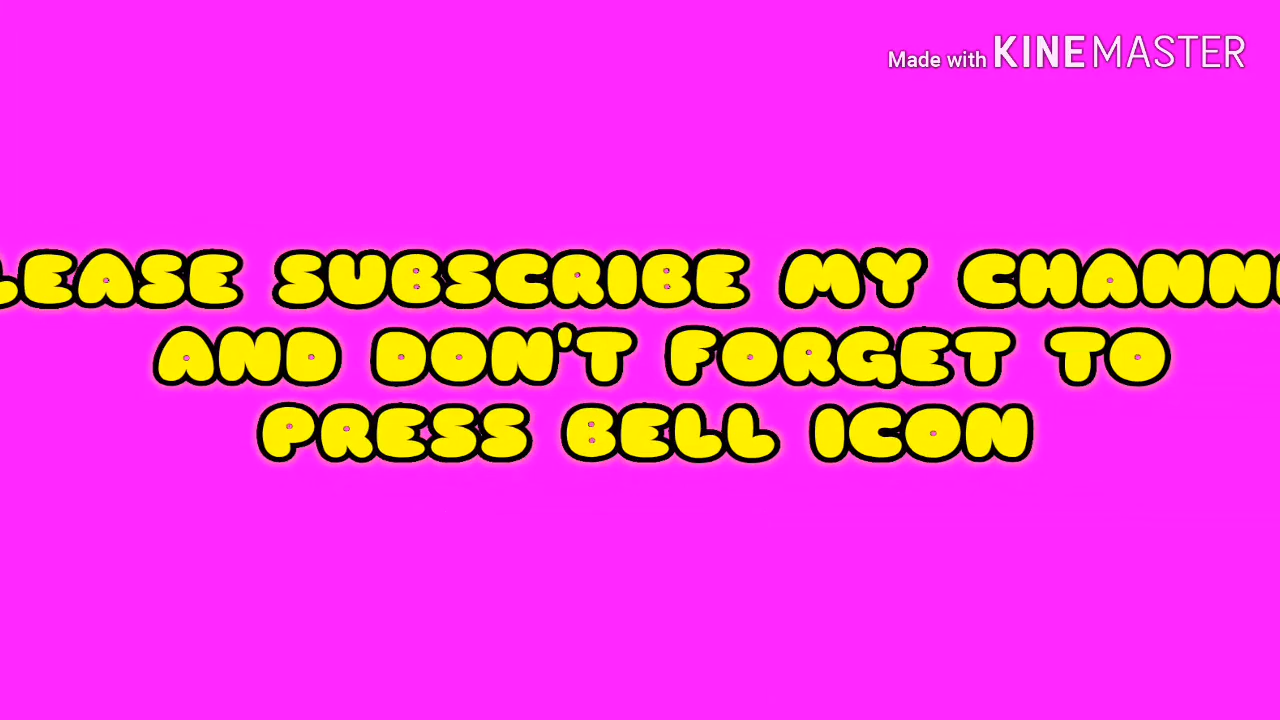 Made with KINEMASTER
LEASE SUBSCRIBE MY CHANN
AND DON'T FORGET TO
PRESS BELL ICON